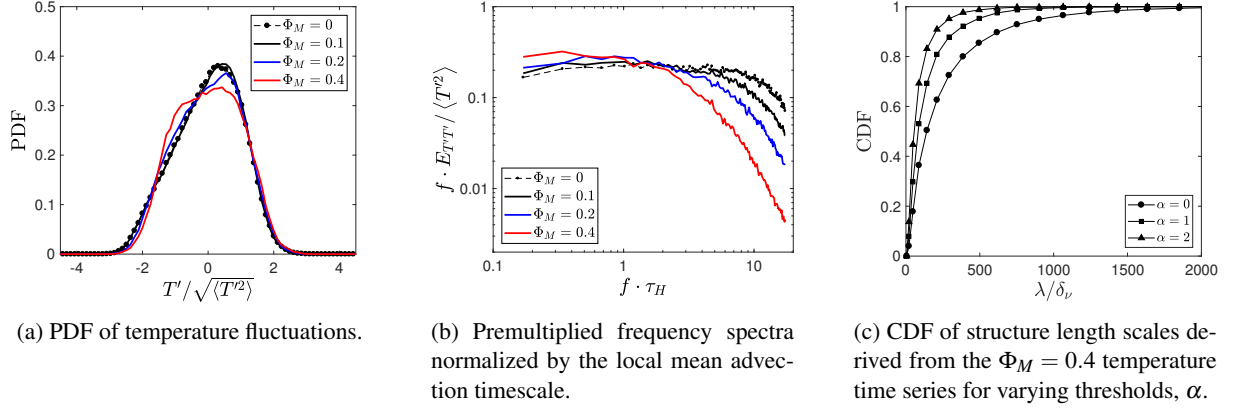 0.5
0.4
0.3
0.2
0.1
0
PDF
-4 -2 0 2 4
T′/√⟨T′²⟩
Φ_M = 0
Φ_M = 0.1
Φ_M = 0.2
Φ_M = 0.4
(a) PDF of temperature fluctuations.
1
0.1
0.01
f · E_{T′T′}/⟨T′²⟩
0.1 1 10
f · τ_H
Φ_M = 0
Φ_M = 0.1
Φ_M = 0.2
Φ_M = 0.4
(b) Premultiplied frequency spectra
normalized by the local mean advec-
tion timescale.
1
0.8
0.6
0.4
0.2
0
CDF
0 500 1000 1500 2000
λ/δ_ν
α = 0
α = 1
α = 2
(c) CDF of structure length scales de-
rived from the Φ_M = 0.4 temperature
time series for varying thresholds, α.